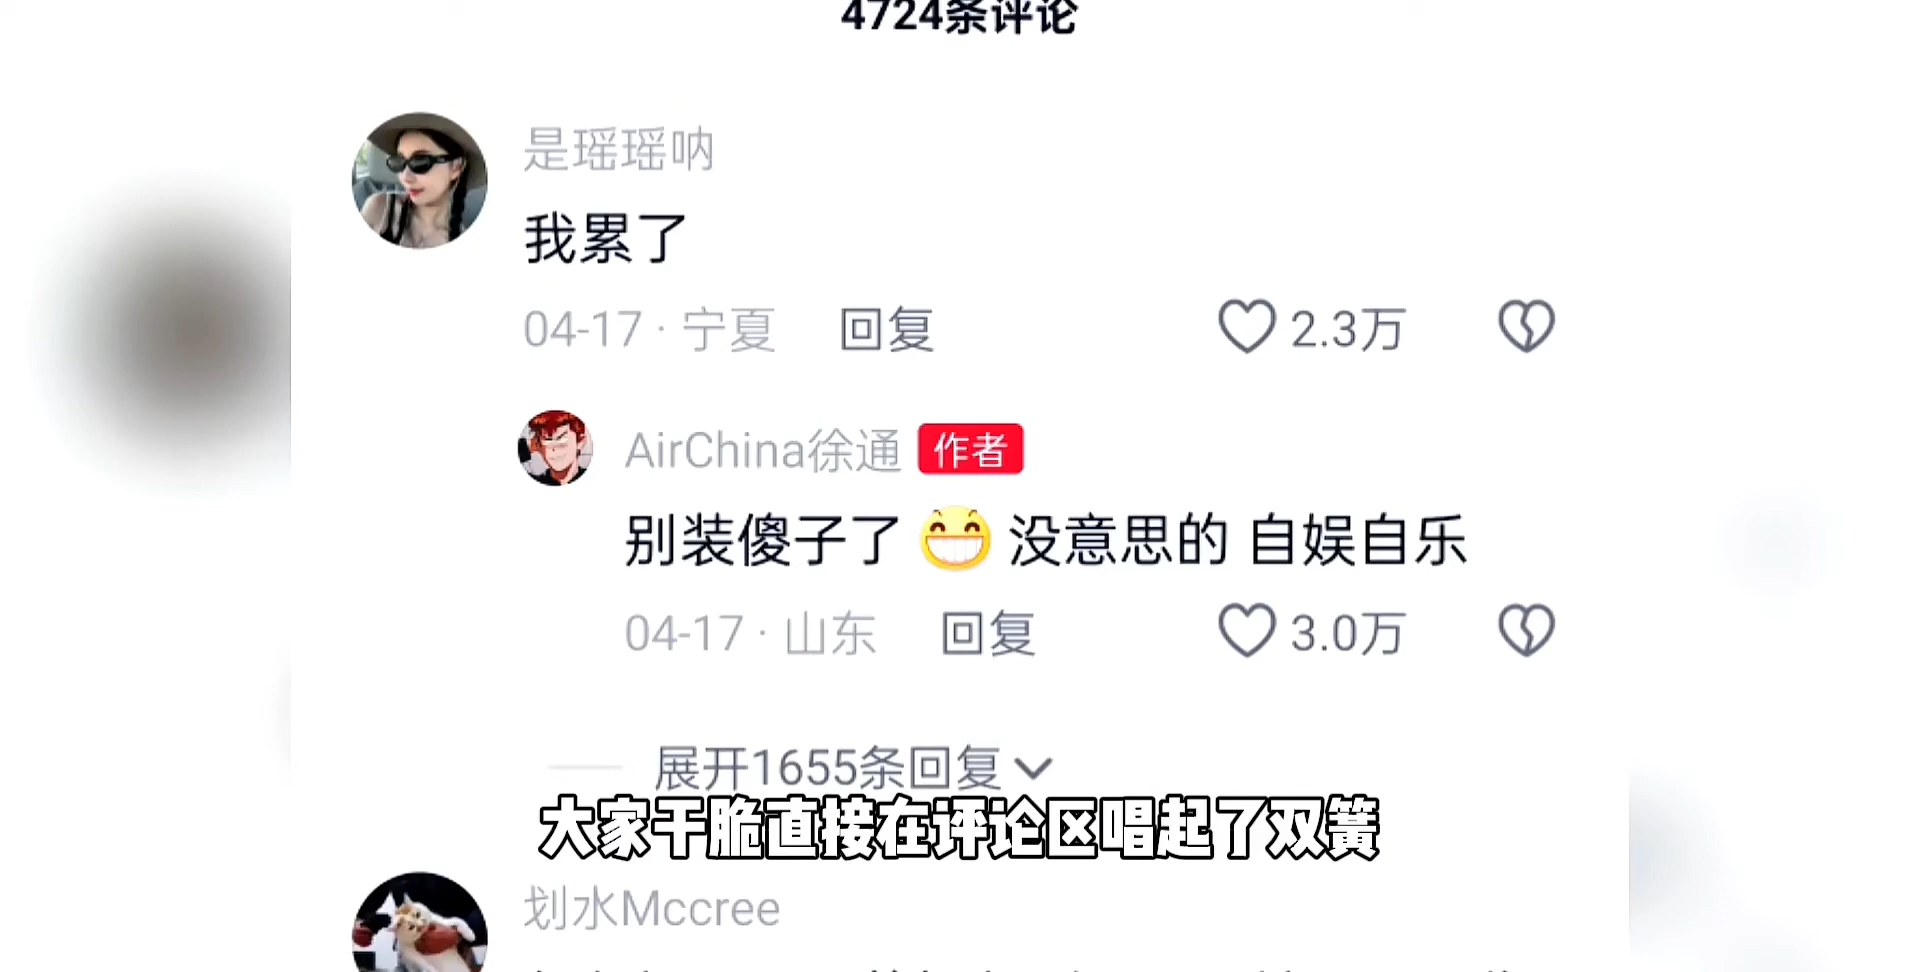 4724条评论
是瑶瑶呐
我累了
04-17 · 宁夏 回复 2.3万
AirChina徐通 作者
别装傻子了 没意思的 自娱自乐
04-17 · 山东 回复 3.0万
展开1655条回复
大家干脆直接在评论区唱起了双簧
划水Mccree